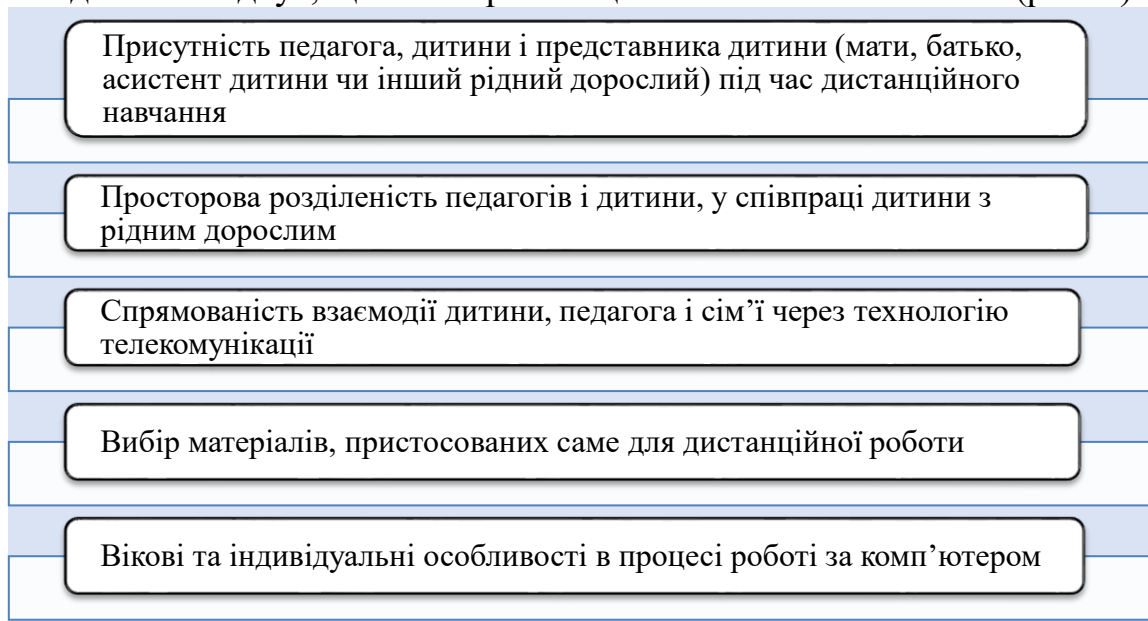 Присутність педагога, дитини і представника дитини (мати, батько,
асистент дитини чи інший рідний дорослий) під час дистанційного
навчання
Просторова розділеність педагогів і дитини, у співпраці дитини з
рідним дорослим
Спрямованість взаємодії дитини, педагога і сім’ї через технологію
телекомунікації
Вибір матеріалів, пристосованих саме для дистанційної роботи
Вікові та індивідуальні особливості в процесі роботі за комп’ютером